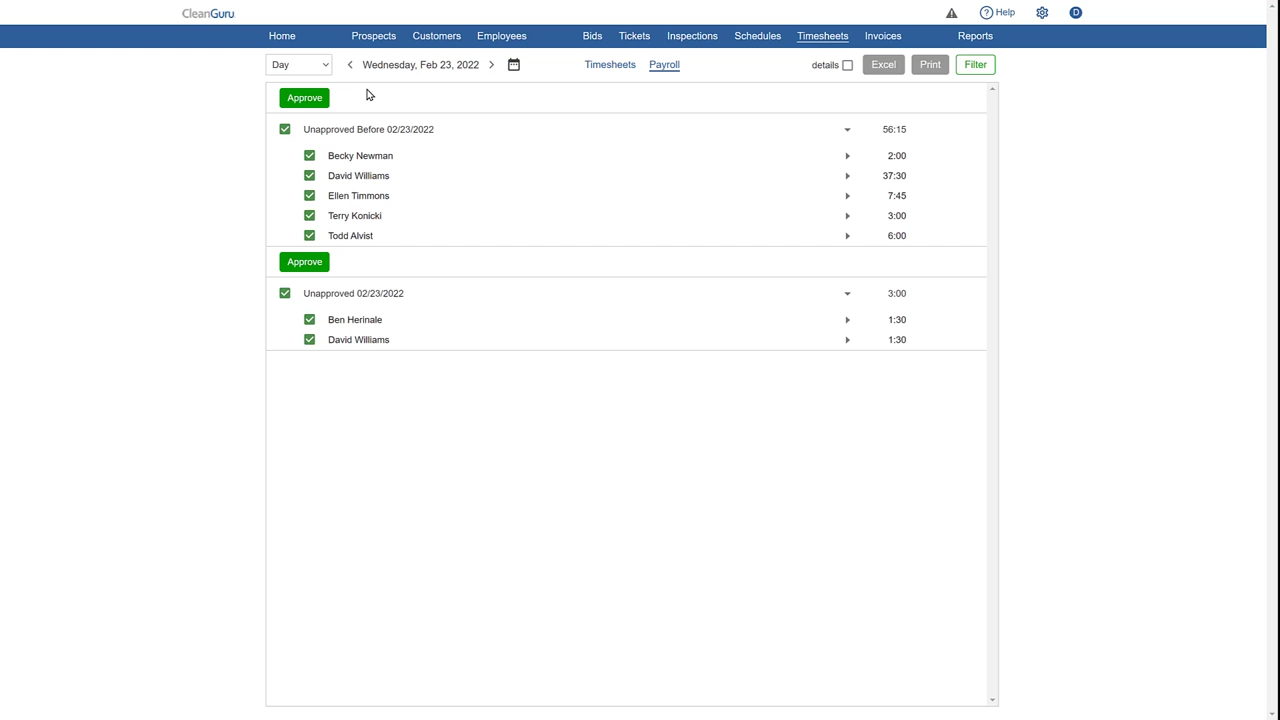 CleanGuru Help D
Home Prospects Customers Employees Bids Tickets Inspections Schedules Timesheets Invoices Reports
Day Wednesday, Feb 23, 2022 Timesheets Payroll details Excel Print Filter
Approve
Unapproved Before 02/23/2022 56:15
Becky Newman 2:00
David Williams 37:30
Ellen Timmons 7:45
Terry Konicki 3:00
Todd Alvist 6:00
Approve
Unapproved 02/23/2022 3:00
Ben Herinale 1:30
David Williams 1:30